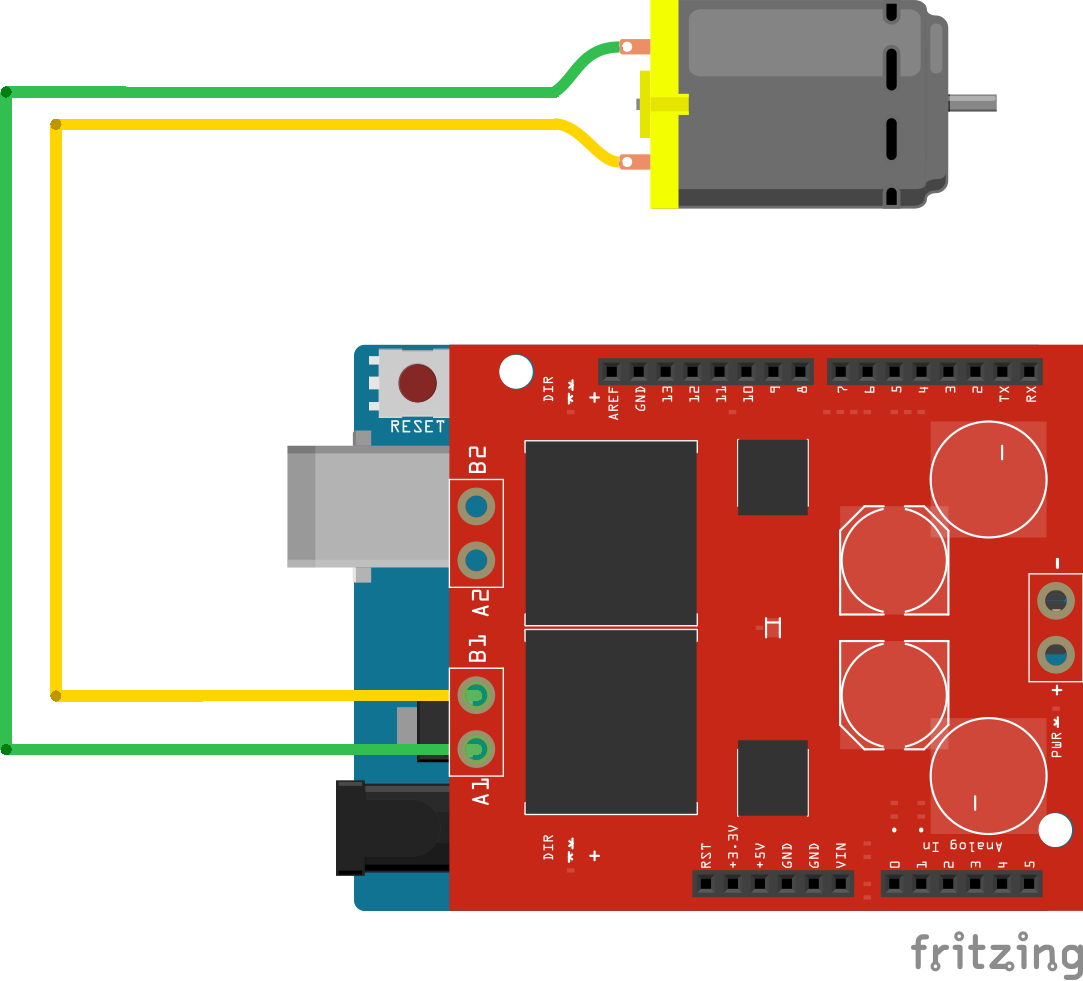 DIR
+
AREF
GND
13
12
11
10
9
8
7
6
5
4
3
2
TX
RX
RESET
B2
A2
B1
A1
-
+
PWR
DIR
+
RST
+3.3V
+5V
GND
GND
VIN
Analog In
0
1
2
3
4
5
fritzing